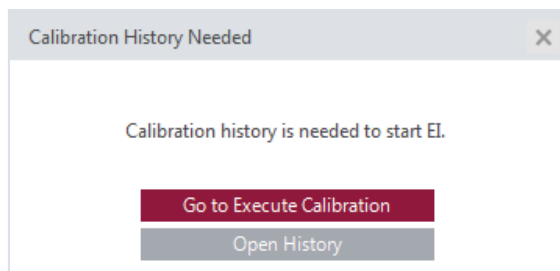 Calibration History Needed
Calibration history is needed to start EI.
Go to Execute Calibration
Open History